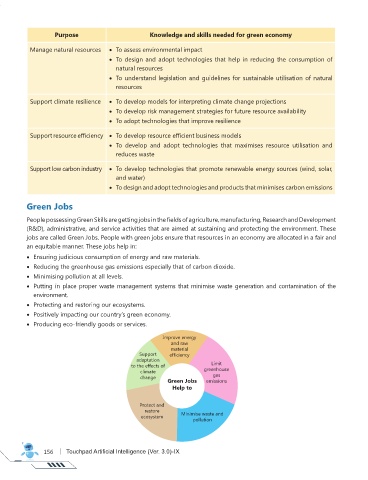 Purpose Knowledge and skills needed for green economy
Manage natural resources • To assess environmental impact
• To design and adopt technologies that help in reducing the consumption of
natural resources
• To understand legislation and guidelines for sustainable utilisation of natural
resources
Support climate resilience • To develop models for interpreting climate change projections
• To develop risk management strategies for future resource availability
• To adopt technologies that improve resilience
Support resource efficiency • To develop resource efficient business models
• To develop and adopt technologies that maximises resource utilisation and
reduces waste
Support low carbon industry • To develop technologies that promote renewable energy sources (wind, solar,
and water)
• To design and adopt technologies and products that minimises carbon emissions
Green Jobs
People possessing Green Skills are getting jobs in the fields of agriculture, manufacturing, Research and Development
(R&D), administrative, and service activities that are aimed at sustaining and protecting the environment. These
jobs are called Green Jobs. People with green jobs ensure that resources in an economy are allocated in a fair and
an equitable manner. These jobs help in:
• Ensuring judicious consumption of energy and raw materials.
• Reducing the greenhouse gas emissions especially that of carbon dioxide.
• Minimising pollution at all levels.
• Putting in place proper waste management systems that minimise waste generation and contamination of the
environment.
• Protecting and restoring our ecosystems.
• Positively impacting our country's green economy.
• Producing eco-friendly goods or services.
Improve energy
and raw
material
efficiency
Support
adaptation
to the effects of
climate
change
Limit
greenhouse
gas
emissions
Green Jobs
Help to
Protect and
restore
ecosystem
Minimise waste and
pollution
156 | Touchpad Artificial Intelligence (Ver. 3.0)-IX